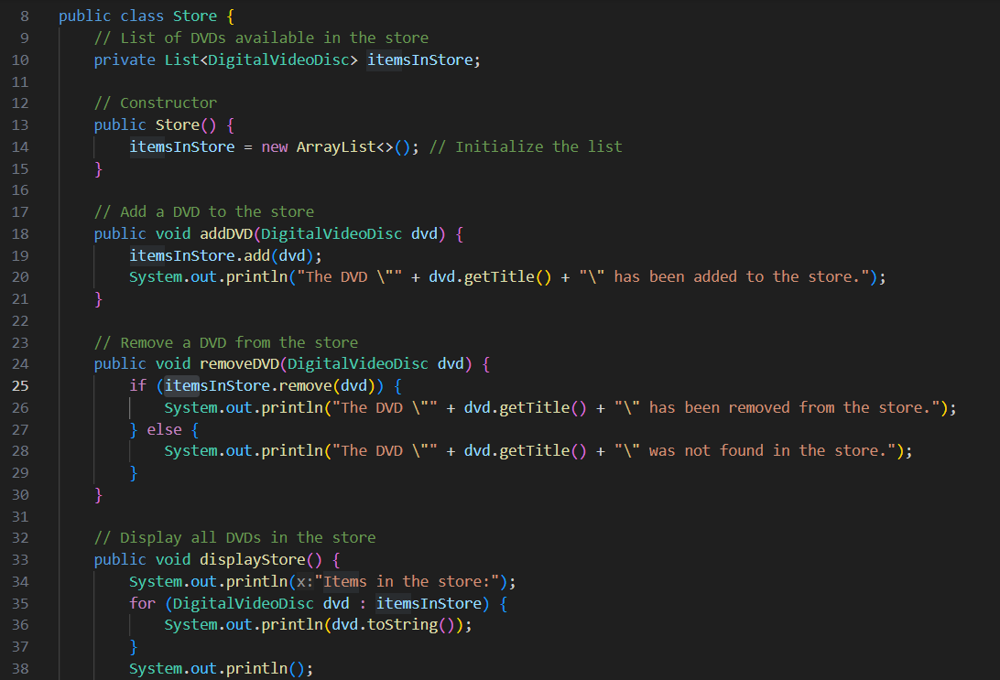 8 public class Store {
9 // List of DVDs available in the store
10 private List<DigitalVideoDisc> itemsInStore;
11
12 // Constructor
13 public Store() {
14 itemsInStore = new ArrayList<>(); // Initialize the list
15 }
16
17 // Add a DVD to the store
18 public void addDVD(DigitalVideoDisc dvd) {
19 itemsInStore.add(dvd);
20 System.out.println("The DVD \"" + dvd.getTitle() + "\" has been added to the store.");
21 }
22
23 // Remove a DVD from the store
24 public void removeDVD(DigitalVideoDisc dvd) {
25 if (itemsInStore.remove(dvd)) {
26 System.out.println("The DVD \"" + dvd.getTitle() + "\" has been removed from the store.");
27 } else {
28 System.out.println("The DVD \"" + dvd.getTitle() + "\" was not found in the store.");
29 }
30 }
31
32 // Display all DVDs in the store
33 public void displayStore() {
34 System.out.println(x:"Items in the store:");
35 for (DigitalVideoDisc dvd : itemsInStore) {
36 System.out.println(dvd.toString());
37 }
38 System.out.println();